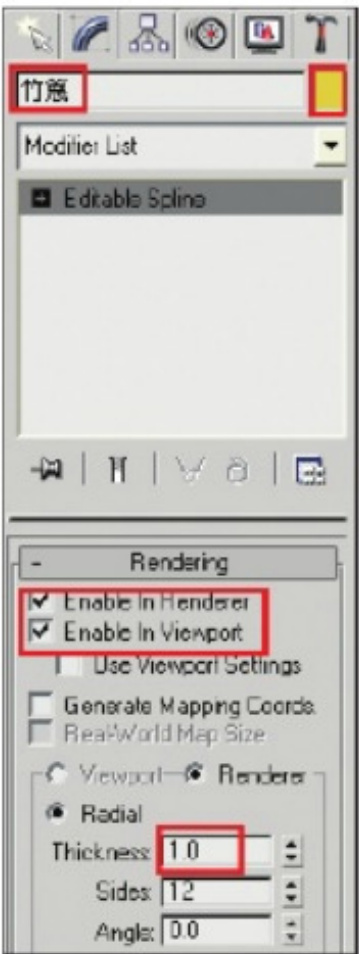 竹蔥
Modifier List
Editable Spline
- Rendering
Enable In Renderer
Enable In Viewport
Use Viewport Settings
Generate Mapping Coords.
Real-World Map Size
Viewport Renderer
Radial
Thickness: 1.0
Sides: 12
Angle: 0.0